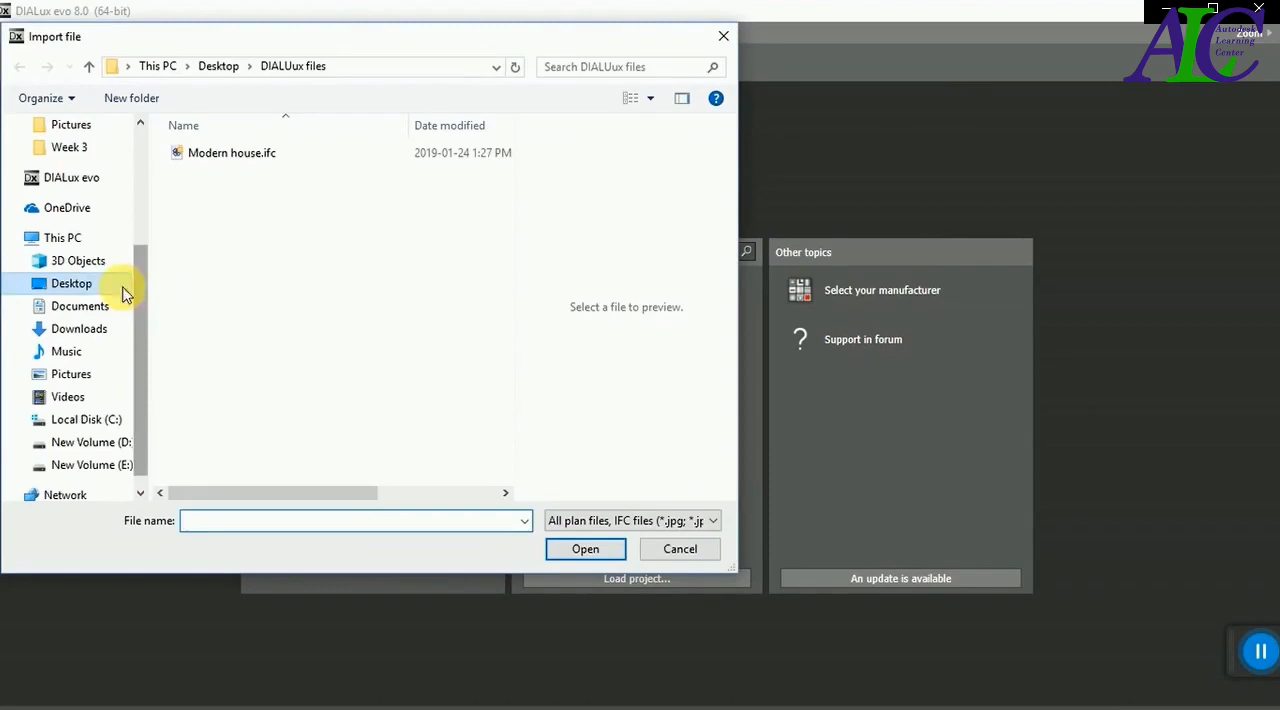 DIALux evo 8.0 (64-bit)
Dx Import file
Zoom
ALC
Autodesk
Learning
Center
This PC > Desktop > DIALUux files
Search DIALUux files
Organize
New folder
Name
Date modified
Pictures
Week 3
Modern house.ifc
2019-01-24 1:27 PM
Dx DIALux evo
OneDrive
This PC
3D Objects
Desktop
Documents
Downloads
Music
Pictures
Videos
Local Disk (C:)
New Volume (D:
New Volume (E:)
Network
Select a file to preview.
File name:
All plan files, IFC files (*.jpg; *.jp
Open
Cancel
Other topics
Select your manufacturer
? Support in forum
Load project...
An update is available